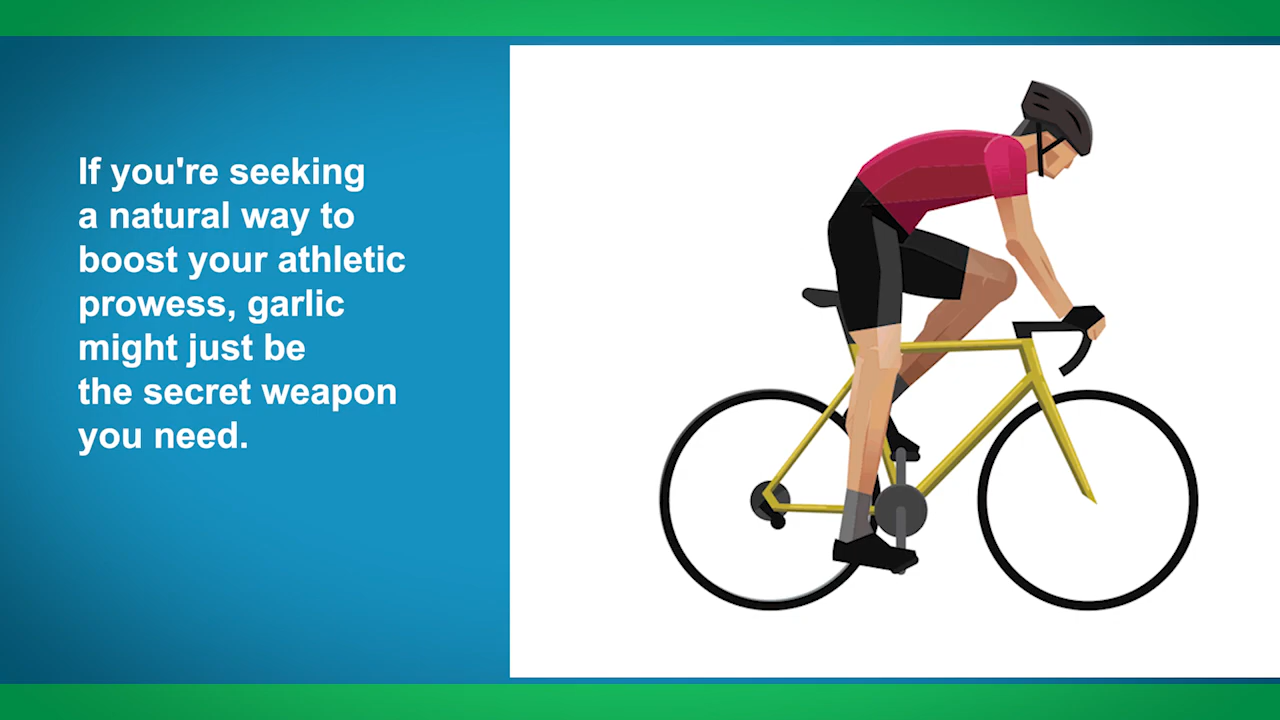 If you're seeking
a natural way to
boost your athletic
prowess, garlic
might just be
the secret weapon
you need.